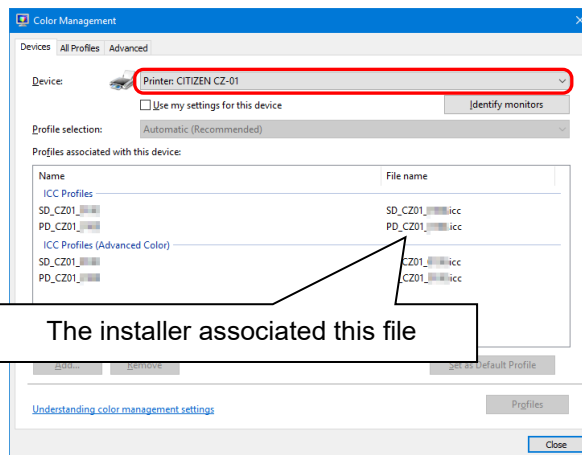 Color Management
Devices All Profiles Advanced
Device: Printer: CITIZEN CZ-01
Use my settings for this device Identify monitors
Profile selection: Automatic (Recommended)
Profiles associated with this device:
Name File name
ICC Profiles
SD_CZ01_ SD_CZ01_ .icc
PD_CZ01_ PD_CZ01_ .icc
ICC Profiles (Advanced Color)
SD_CZ01_ _CZ01_ icc
PD_CZ01_ _CZ01_ icc
The installer associated this file
Add... Remove Set as Default Profile
Understanding color management settings Profiles
Close